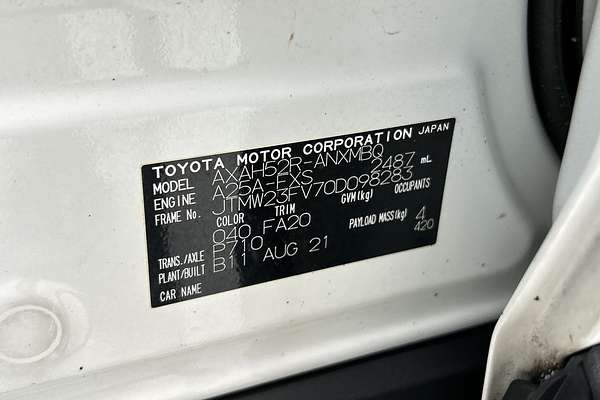 TOYOTA MOTOR CORPORATION JAPAN
MODEL AXAH52R-ANXMBQ
ENGINE A25A-FXS 2487 mL
FRAME No. JTMW23FV70D098283
COLOR TRIM GVM(kg) OCCUPANTS
040 FA20 4
TRANS./AXLE P710 PAYLOAD MASS(kg) 420
PLANT/BUILT B11 AUG 21
CAR NAME